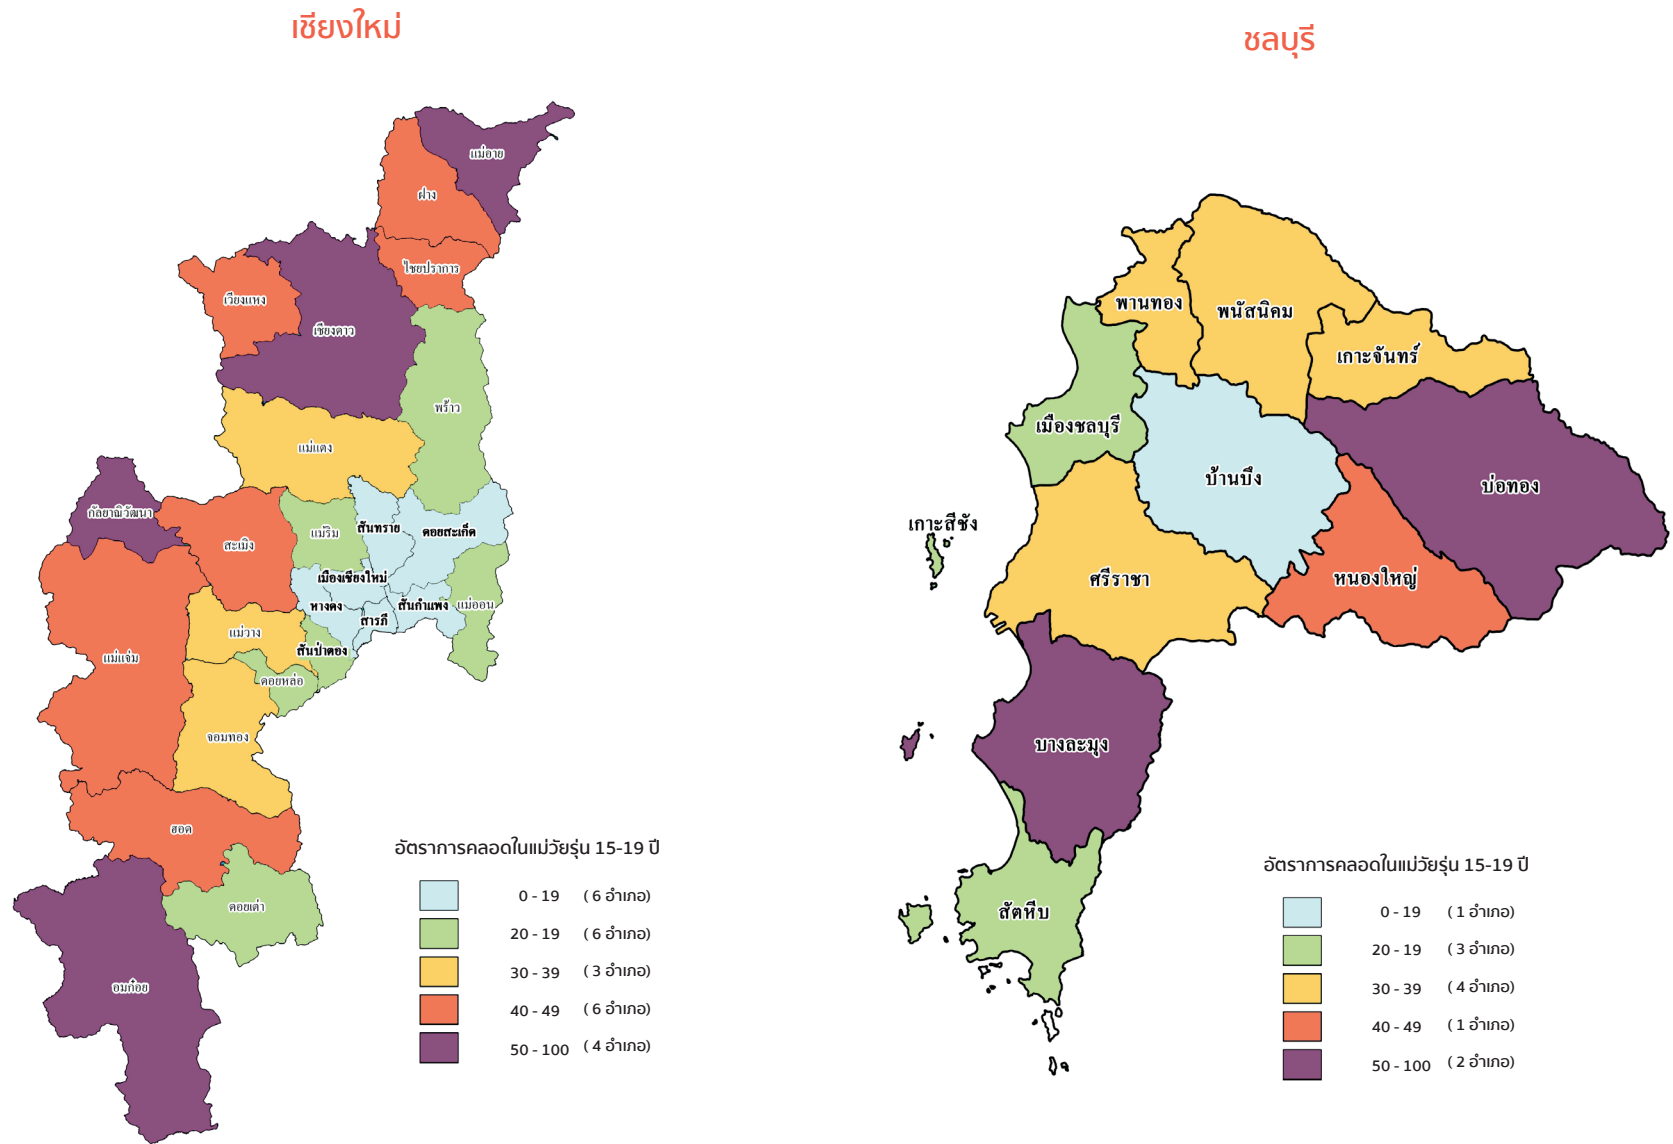 เชียงใหม่
แม่อาย
ฝาง
ไชยปราการ
เวียงแหง
เชียงดาว
พร้าว
แม่แตง
กัลยาณิวัฒนา
สะเมิง
แม่ริม
สันทราย
ดอยสะเก็ด
เมืองเชียงใหม่
หางดง
สารภี
สันกำแพง
แม่ออน
แม่วาง
สันป่าตอง
แม่แจ่ม
ดอยหล่อ
จอมทอง
ฮอด
ดอยเต่า
อมก๋อย
อัตราการคลอดในแม่วัยรุ่น 15-19 ปี
0 - 19 ( 6 อำเภอ)
20 - 19 ( 6 อำเภอ)
30 - 39 ( 3 อำเภอ)
40 - 49 ( 6 อำเภอ)
50 - 100 ( 4 อำเภอ)
ชลบุรี
พานทอง
พนัสนิคม
เกาะจันทร์
เมืองชลบุรี
บ้านบึง
บ่อทอง
เกาะสีชัง
ศรีราชา
หนองใหญ่
บางละมุง
สัตหีบ
อัตราการคลอดในแม่วัยรุ่น 15-19 ปี
0 - 19 ( 1 อำเภอ)
20 - 19 ( 3 อำเภอ)
30 - 39 ( 4 อำเภอ)
40 - 49 ( 1 อำเภอ)
50 - 100 ( 2 อำเภอ)